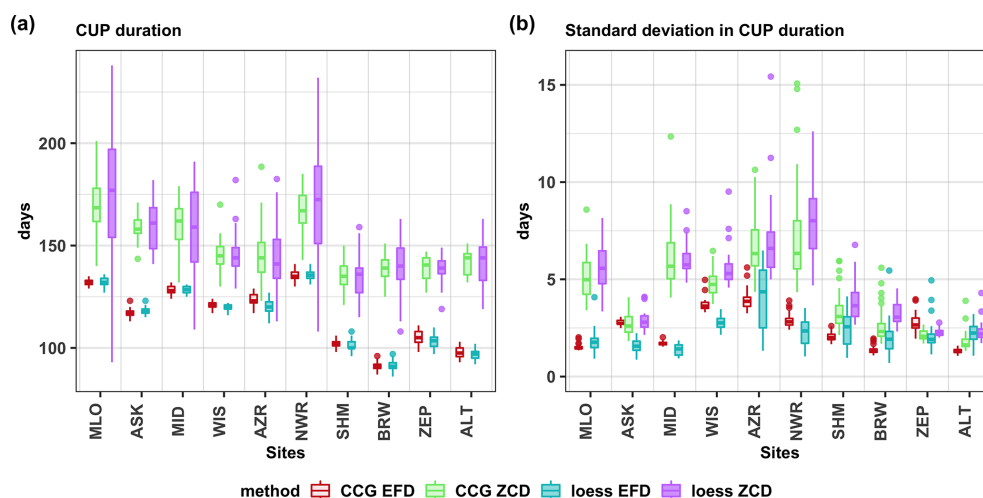 (a)
CUP duration
days
200
150
100
MLO
ASK
MID
WIS
AZR
NWR
SHM
BRW
ZEP
ALT
Sites
(b)
Standard deviation in CUP duration
days
15
10
5
0
MLO
ASK
MID
WIS
AZR
NWR
SHM
BRW
ZEP
ALT
Sites
method CCG EFD CCG ZCD loess EFD loess ZCD